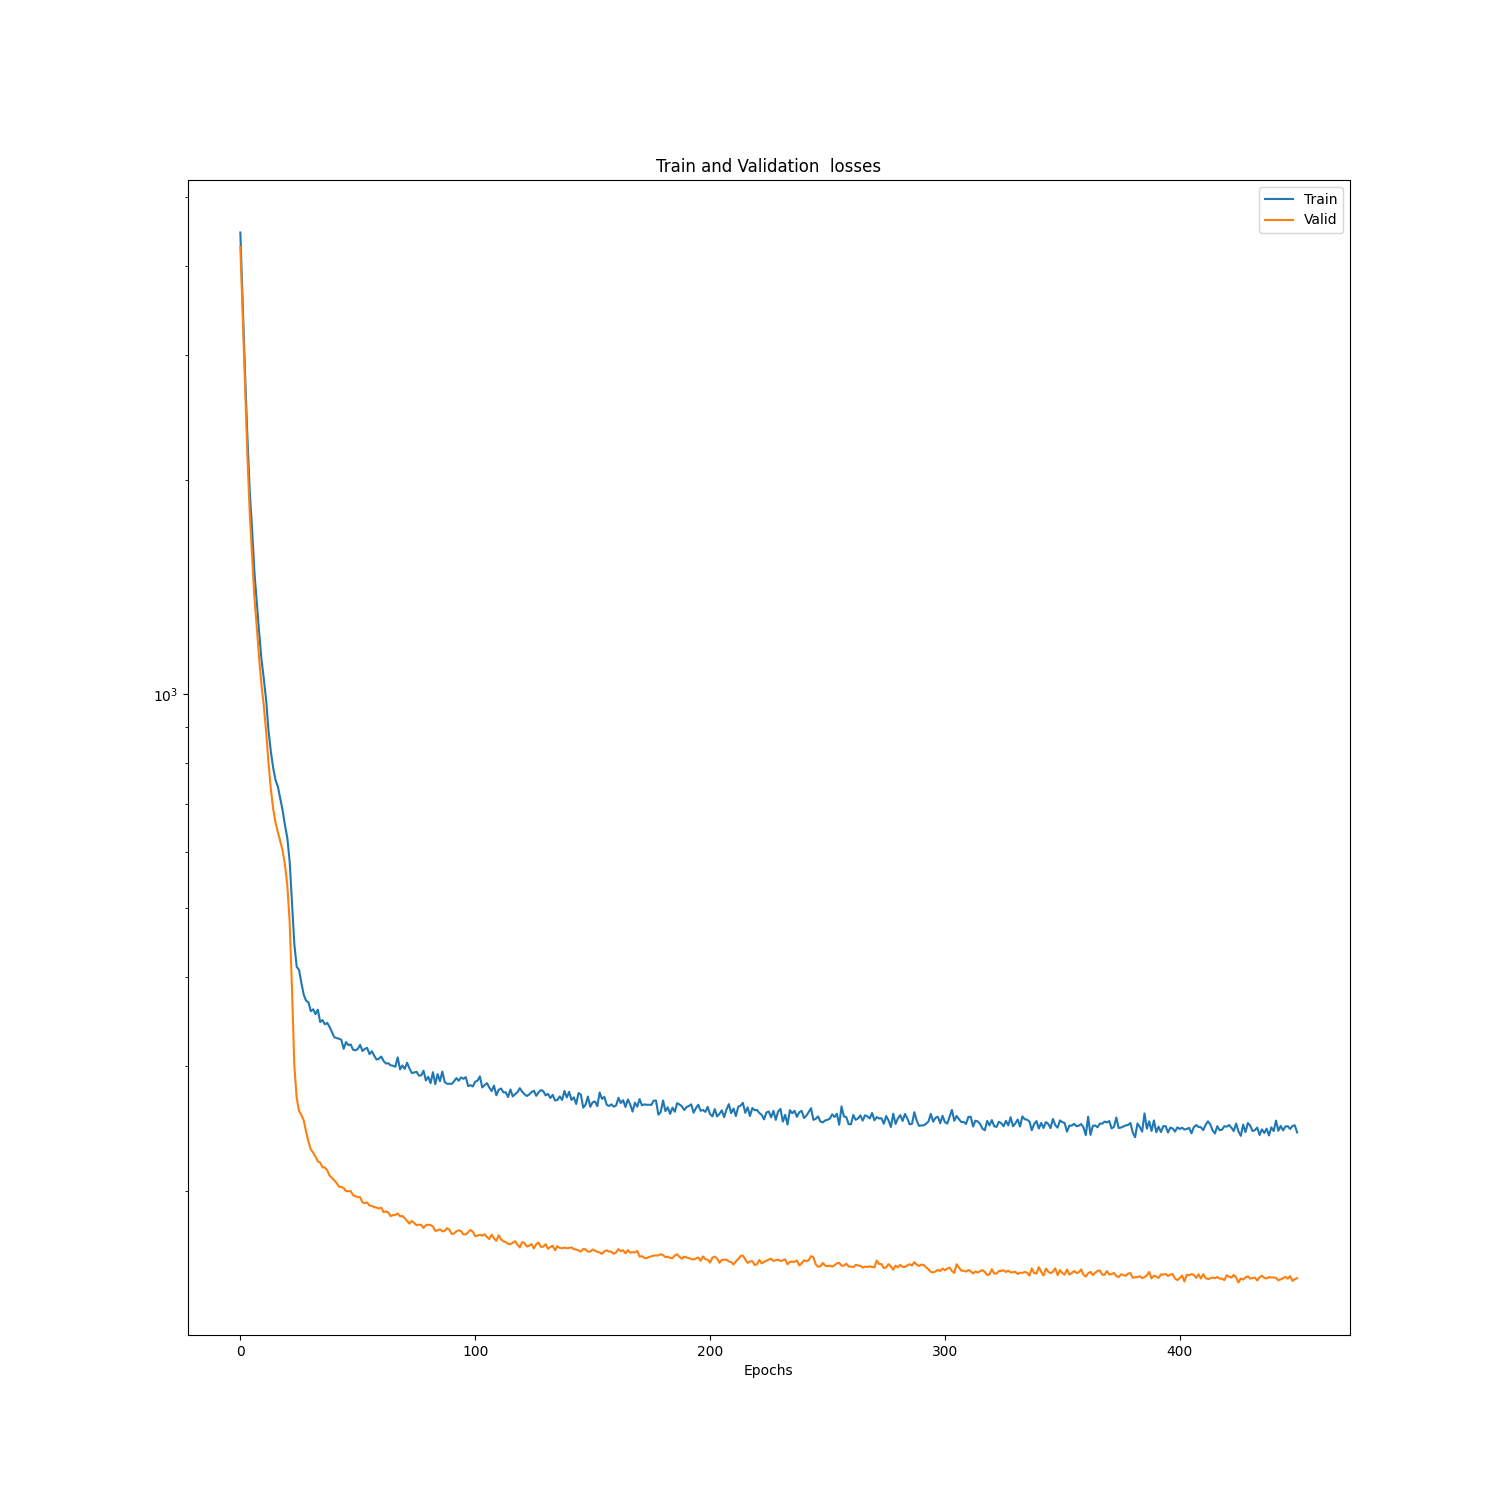 Train and Validation  losses
Train
Valid
10³
0 100 200 300 400
Epochs